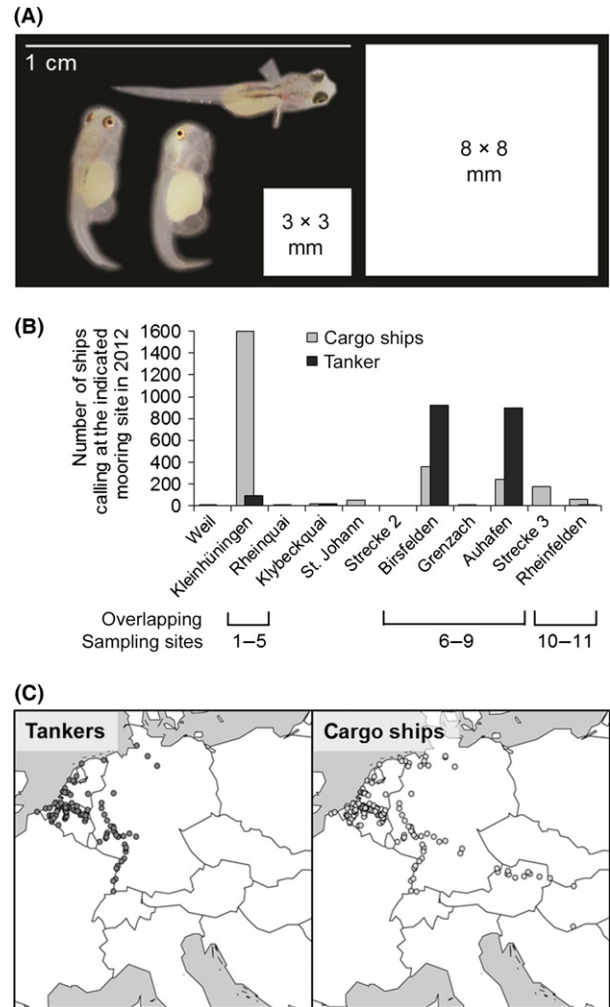 (A)
1 cm
8 × 8
mm
3 × 3
mm
(B)
Number of ships
calling at the indicated
mooring site in 2012
1600
1400
1200
1000
800
600
400
200
0
Cargo ships
Tanker
Weil
Kleinhüningen
Rheinquai
Klybeckquai
St. Johann
Strecke 2
Birsfelden
Grenzach
Auhafen
Strecke 3
Rheinfelden
Overlapping
Sampling sites
1–5
6–9
10–11
(C)
Tankers
Cargo ships